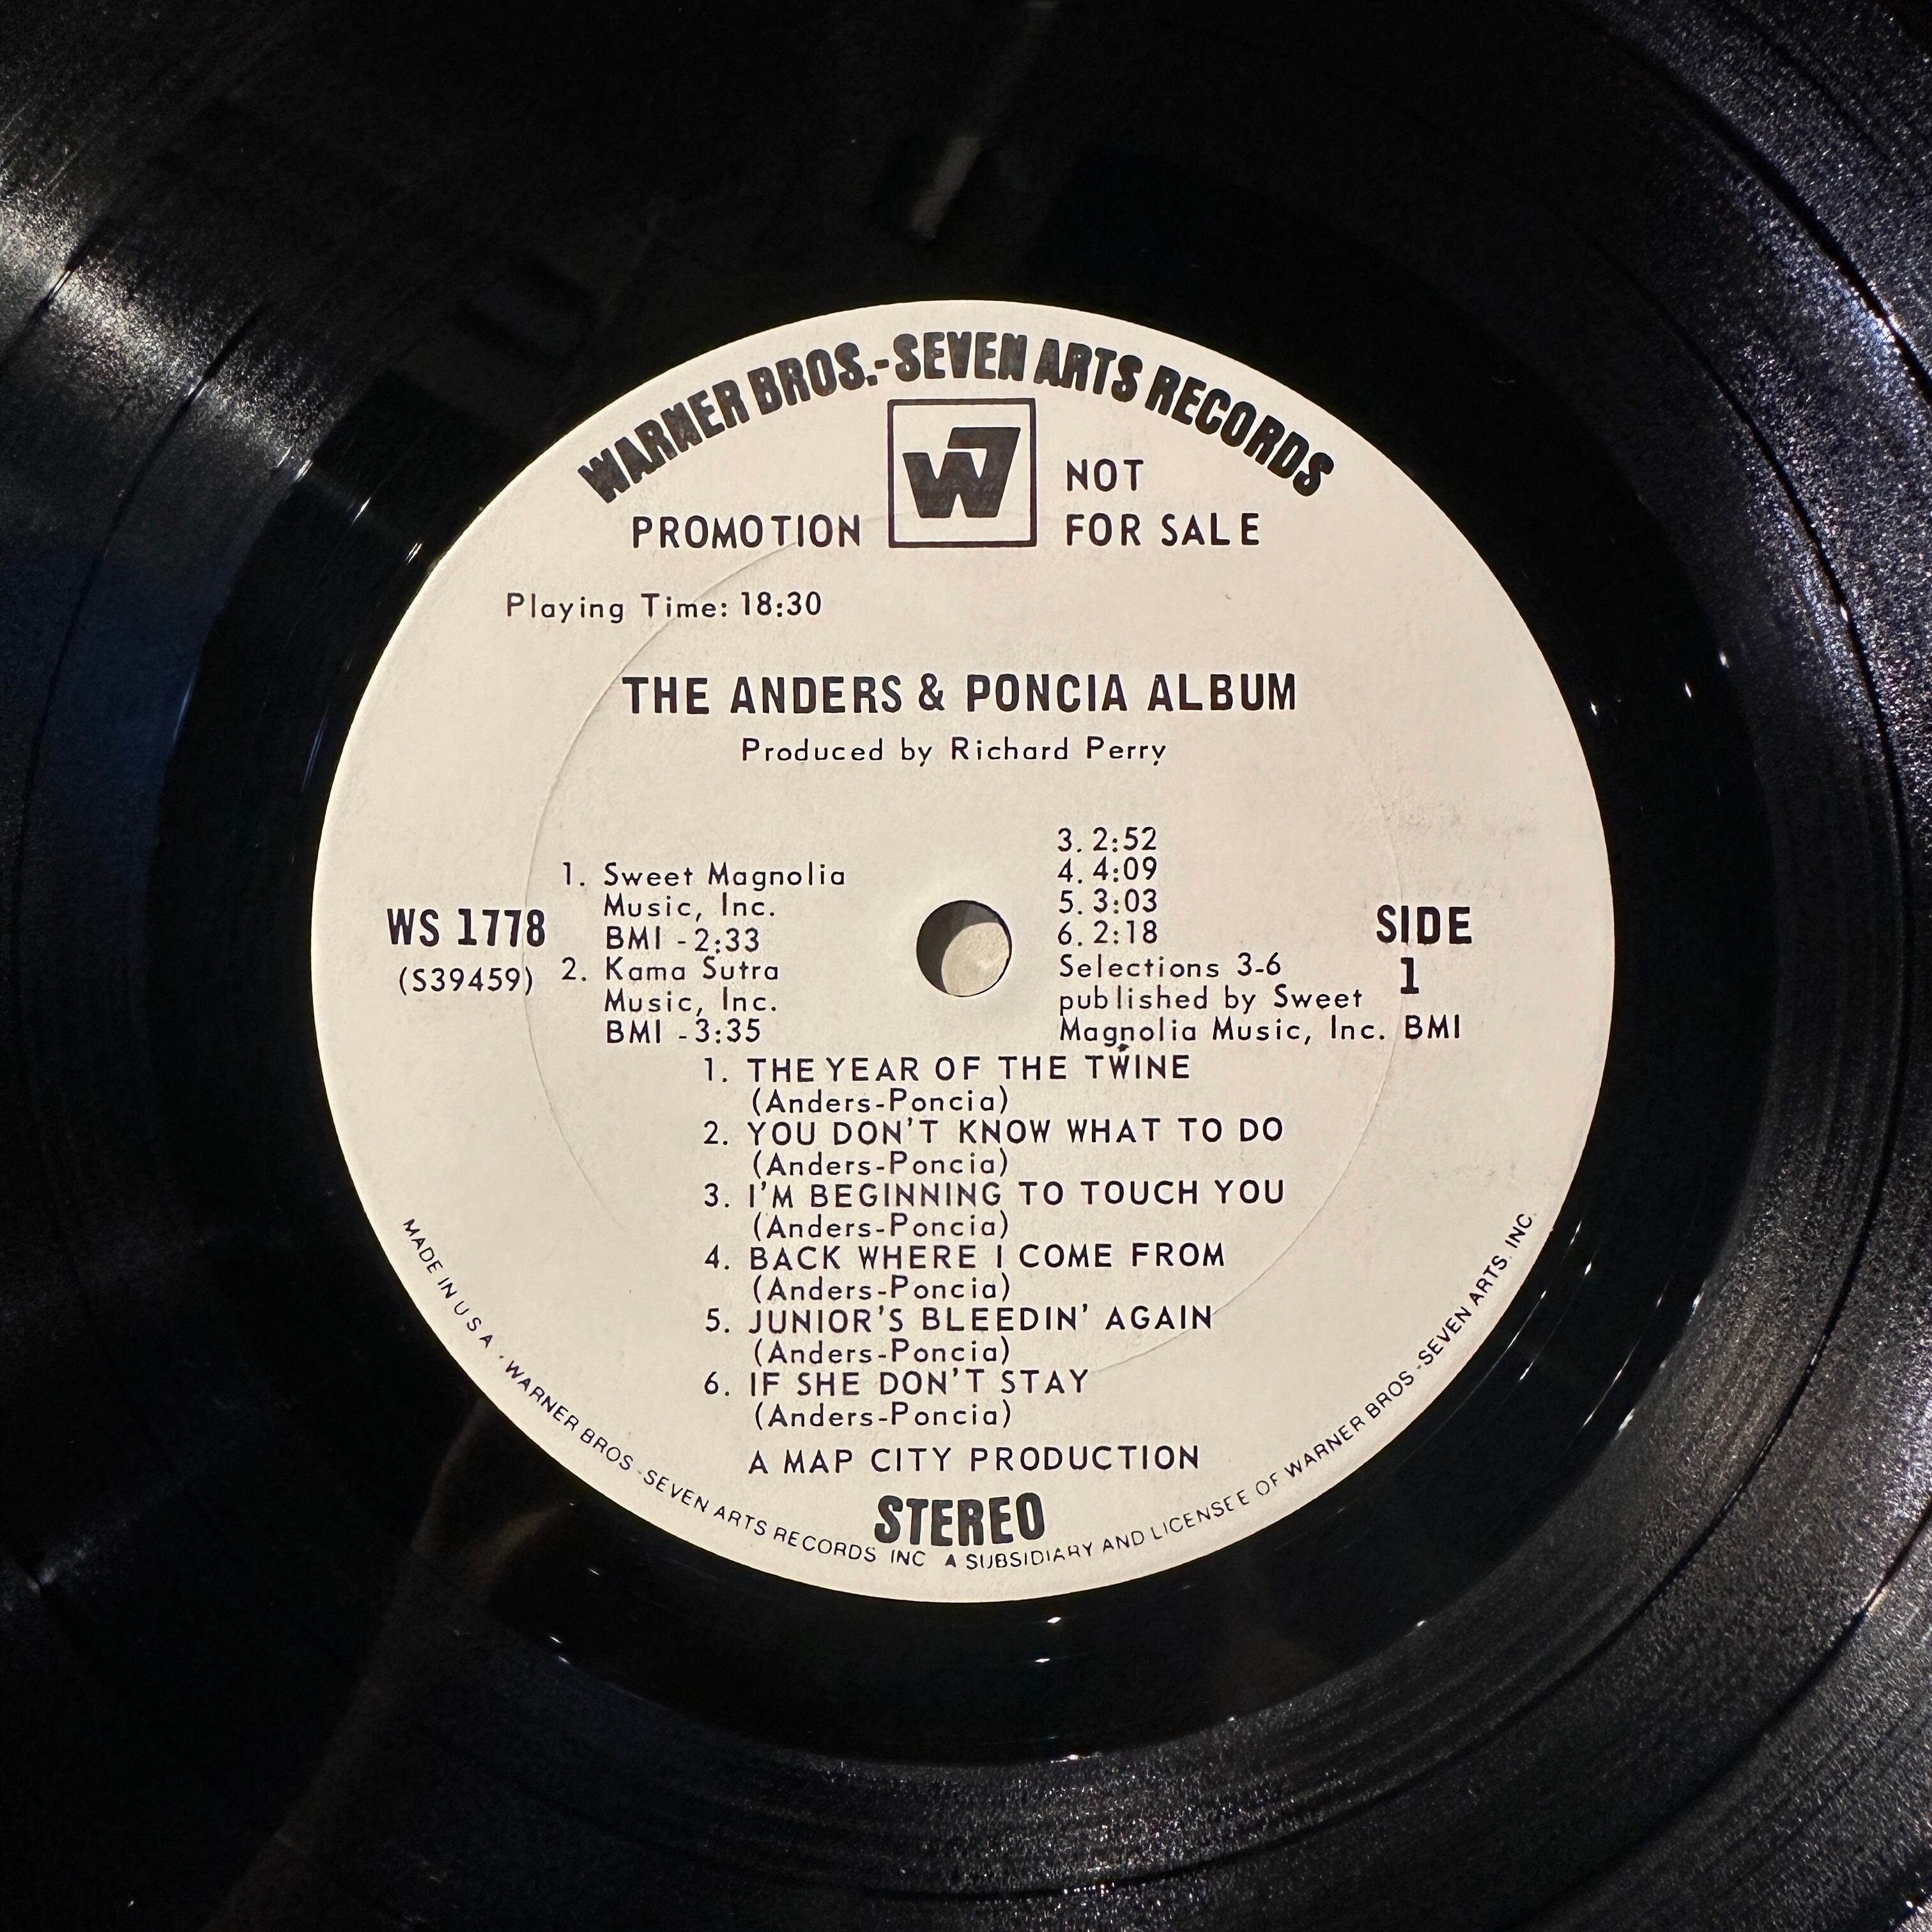 WARNER BROS.-SEVEN ARTS RECORDS
W7
PROMOTION
NOT
FOR SALE
Playing Time: 18:30
THE ANDERS & PONCIA ALBUM
Produced by Richard Perry
WS 1778
(S39459)
1. Sweet Magnolia
Music, Inc.
BMI - 2:33
2. Kama Sutra
Music, Inc.
BMI - 3:35
3. 2:52
4. 4:09
5. 3:03
6. 2:18
Selections 3-6
published by Sweet
Magnolia Music, Inc. BMI
SIDE
1
1. THE YEAR OF THE TWINE
(Anders-Poncia)
2. YOU DON'T KNOW WHAT TO DO
(Anders-Poncia)
3. I'M BEGINNING TO TOUCH YOU
(Anders-Poncia)
4. BACK WHERE I COME FROM
(Anders-Poncia)
5. JUNIOR'S BLEEDIN' AGAIN
(Anders-Poncia)
6. IF SHE DON'T STAY
(Anders-Poncia)
A MAP CITY PRODUCTION
STEREO
MADE IN U S A · WARNER BROS.-SEVEN ARTS RECORDS INC A SUBSIDIARY AND LICENSEE OF WARNER BROS.-SEVEN ARTS. INC.